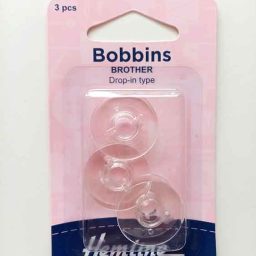 3 pcs
Bobbins
BROTHER
Drop-in type
Hemline